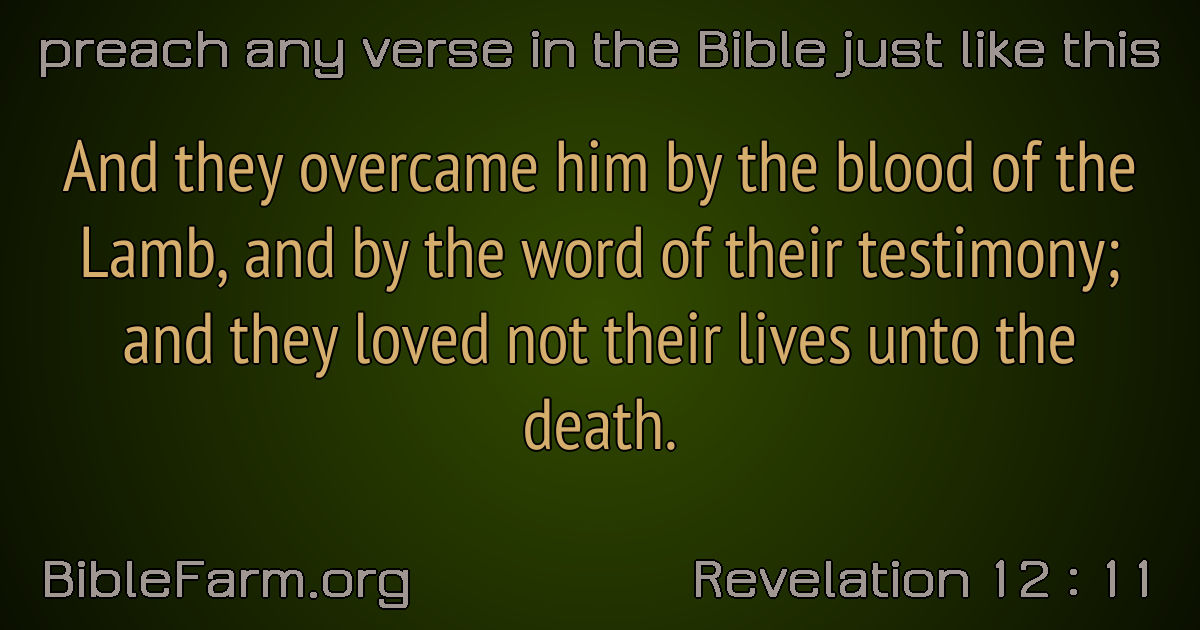 preach any verse in the Bible just like this
And they overcame him by the blood of the
Lamb, and by the word of their testimony;
and they loved not their lives unto the
death.
BibleFarm.org
Revelation 12 : 11